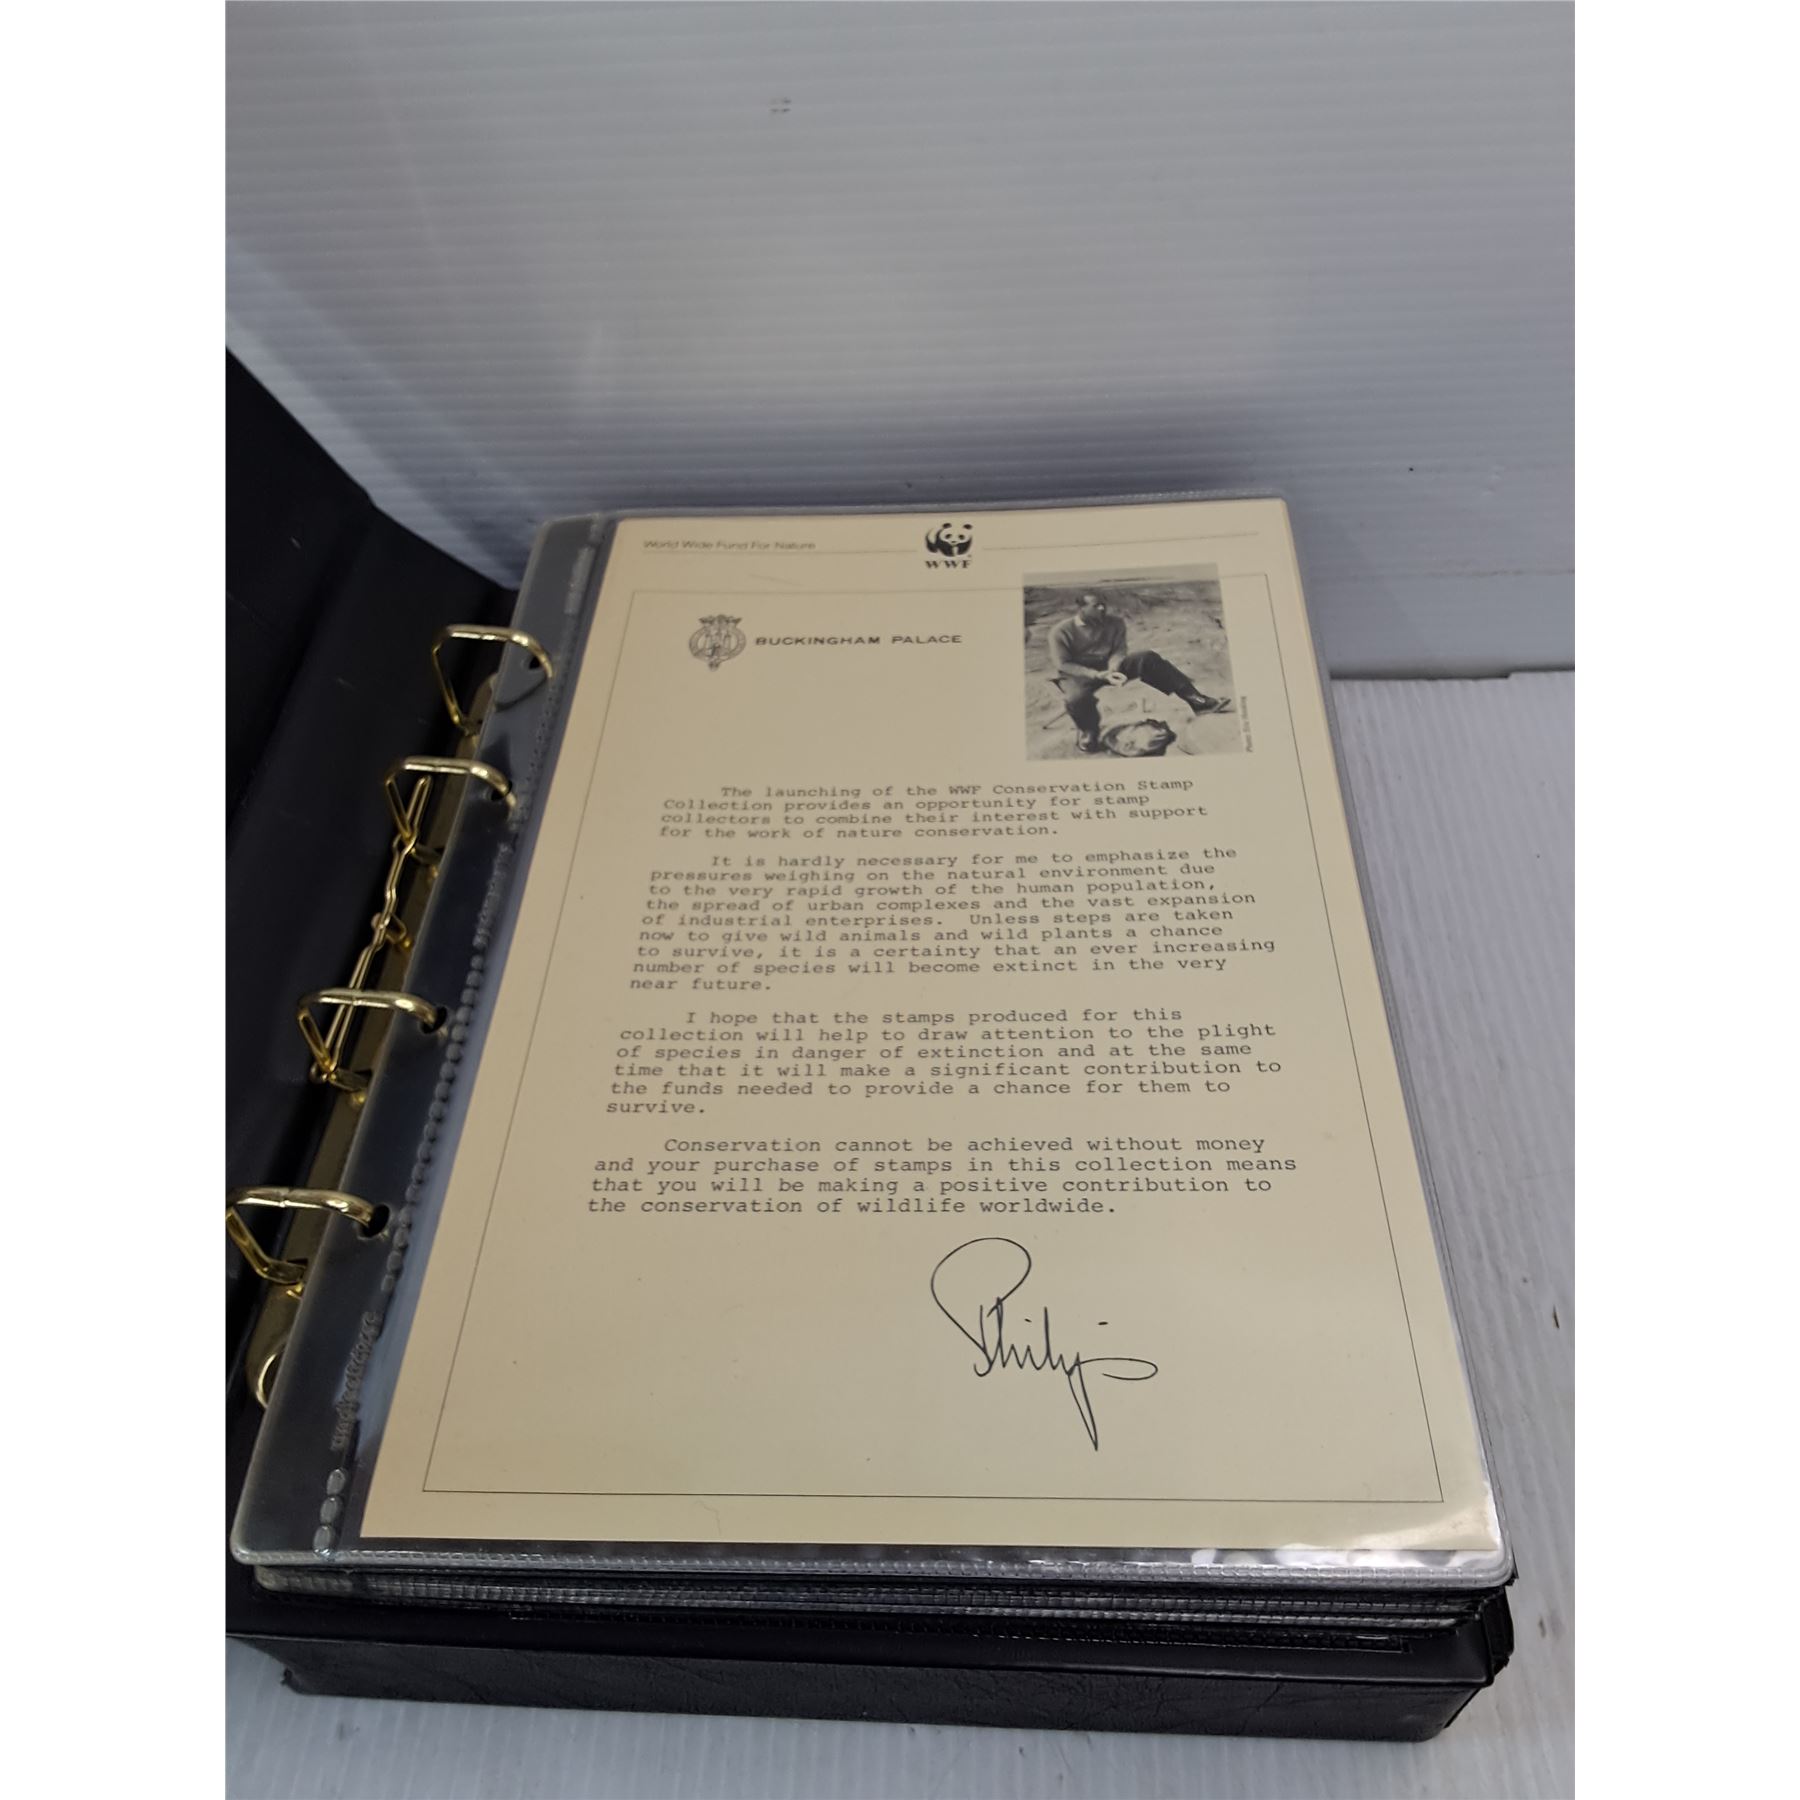 World Wide Fund For Nature
WWF
BUCKINGHAM PALACE
The launching of the WWF Conservation Stamp
Collection provides an opportunity for stamp
collectors to combine their interest with support
for the work of nature conservation.
It is hardly necessary for me to emphasize the
pressures weighing on the natural environment due
to the very rapid growth of the human population,
the spread of urban complexes and the vast expansion
of industrial enterprises. Unless steps are taken
now to give wild animals and wild plants a chance
to survive, it is a certainty that an ever increasing
number of species will become extinct in the very
near future.
I hope that the stamps produced for this
collection will help to draw attention to the plight
of species in danger of extinction and at the same
time that it will make a significant contribution to
the funds needed to provide a chance for them to
survive.
Conservation cannot be achieved without money
and your purchase of stamps in this collection means
that you will be making a positive contribution to
the conservation of wildlife worldwide.
Philip